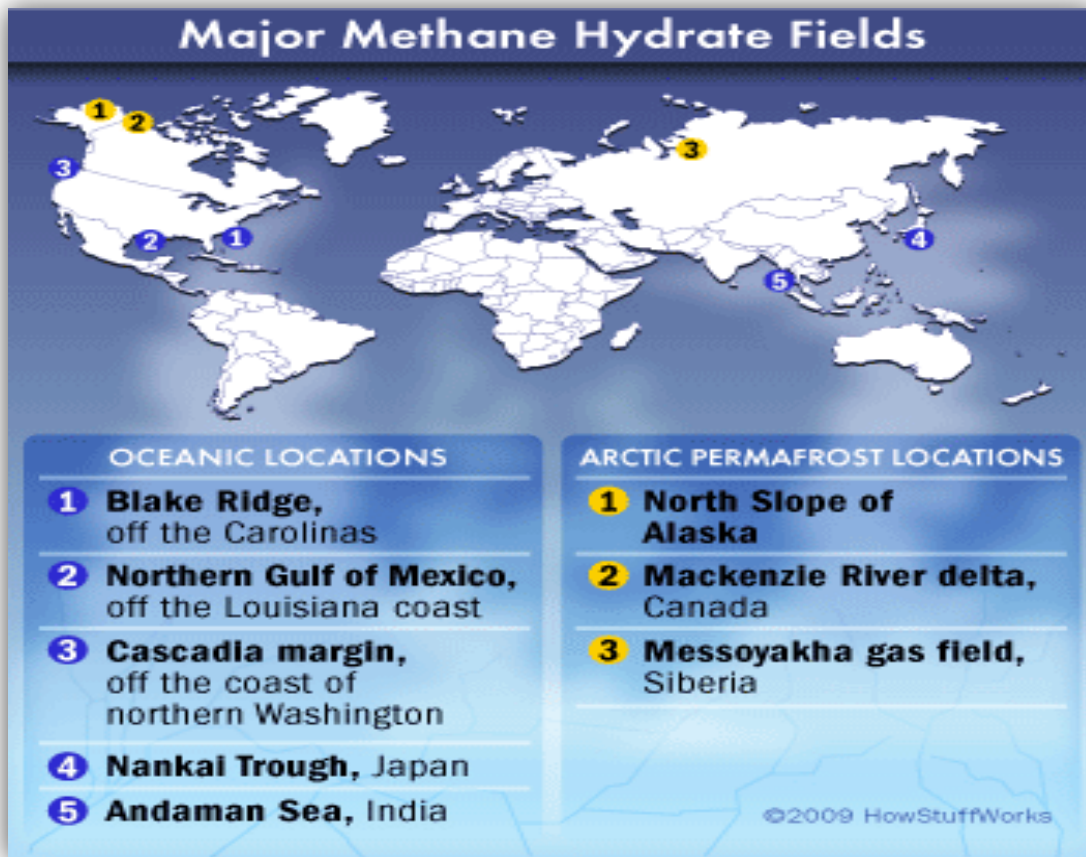 Major Methane Hydrate Fields
1
2
3
3
2
1
4
5
OCEANIC LOCATIONS
1 Blake Ridge,
off the Carolinas
2 Northern Gulf of Mexico,
off the Louisiana coast
3 Cascadia margin,
off the coast of
northern Washington
4 Nankai Trough, Japan
5 Andaman Sea, India
ARCTIC PERMAFROST LOCATIONS
1 North Slope of
Alaska
2 Mackenzie River delta,
Canada
3 Messoyakha gas field,
Siberia
©2009 HowStuffWorks